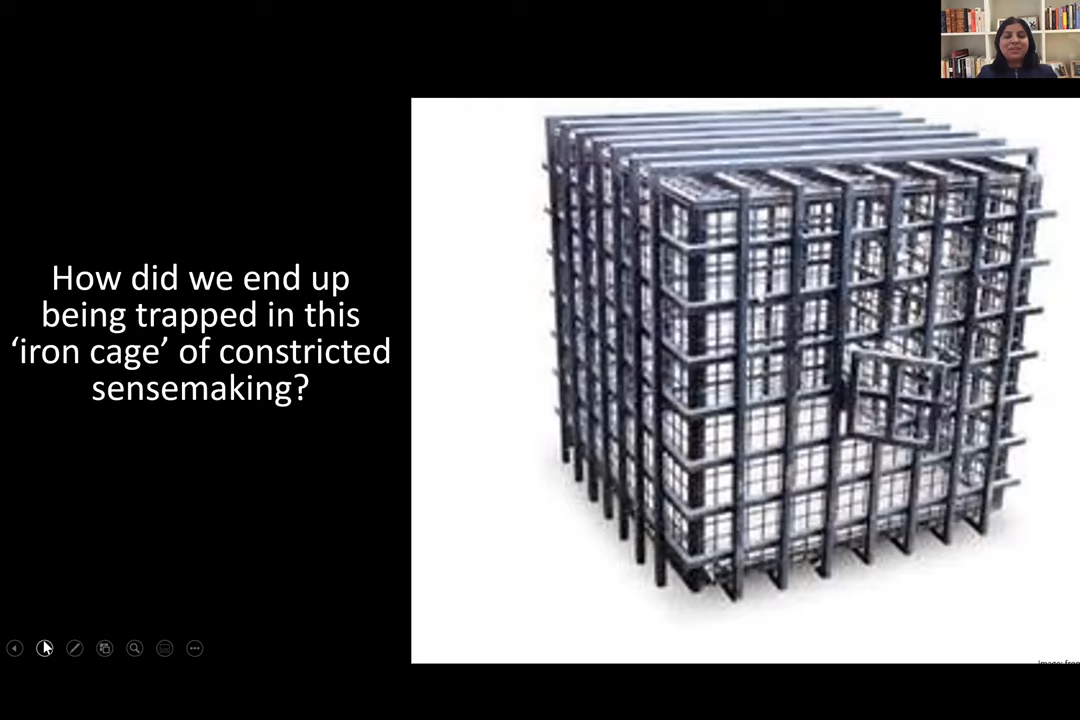 How did we end up
being trapped in this
‘iron cage’ of constricted
sensemaking?